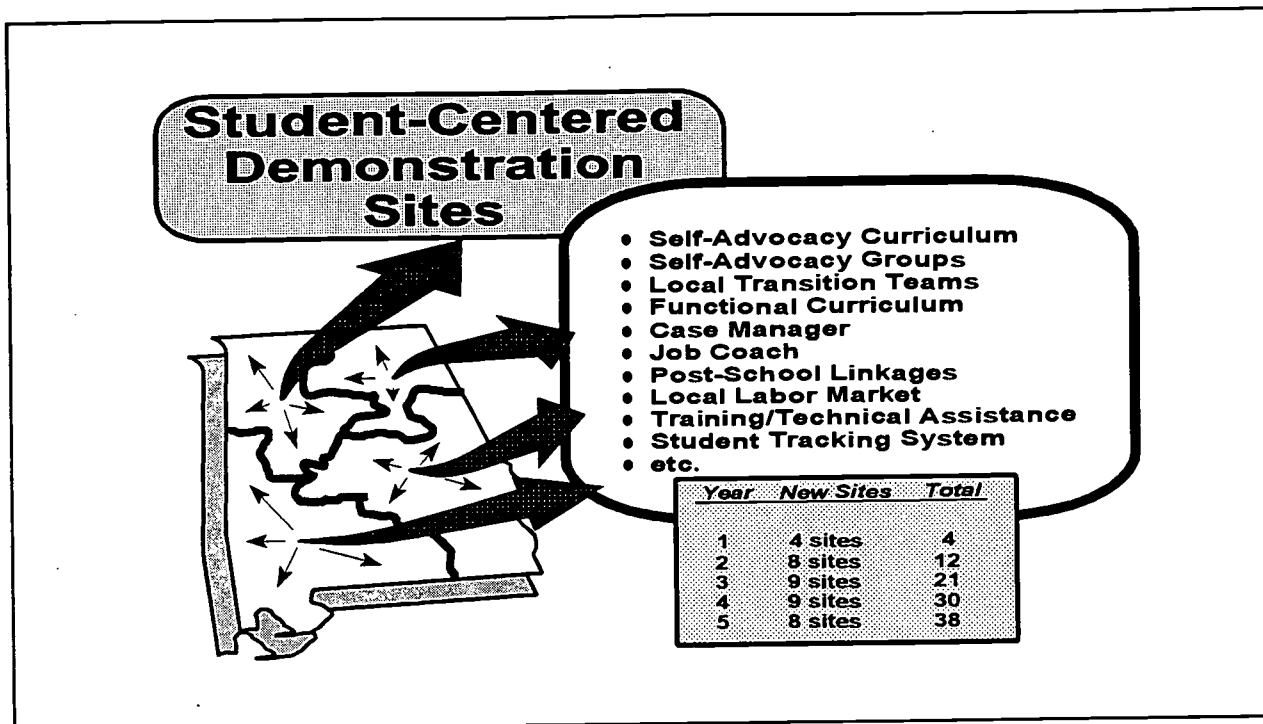 Student-Centered
Demonstration
Sites
• Self-Advocacy Curriculum
• Self-Advocacy Groups
• Local Transition Teams
• Functional Curriculum
• Case Manager
• Job Coach
• Post-School Linkages
• Local Labor Market
• Training/Technical Assistance
• Student Tracking System
• etc.
Year New Sites Total
1 4 sites 4
2 8 sites 12
3 9 sites 21
4 9 sites 30
5 8 sites 38